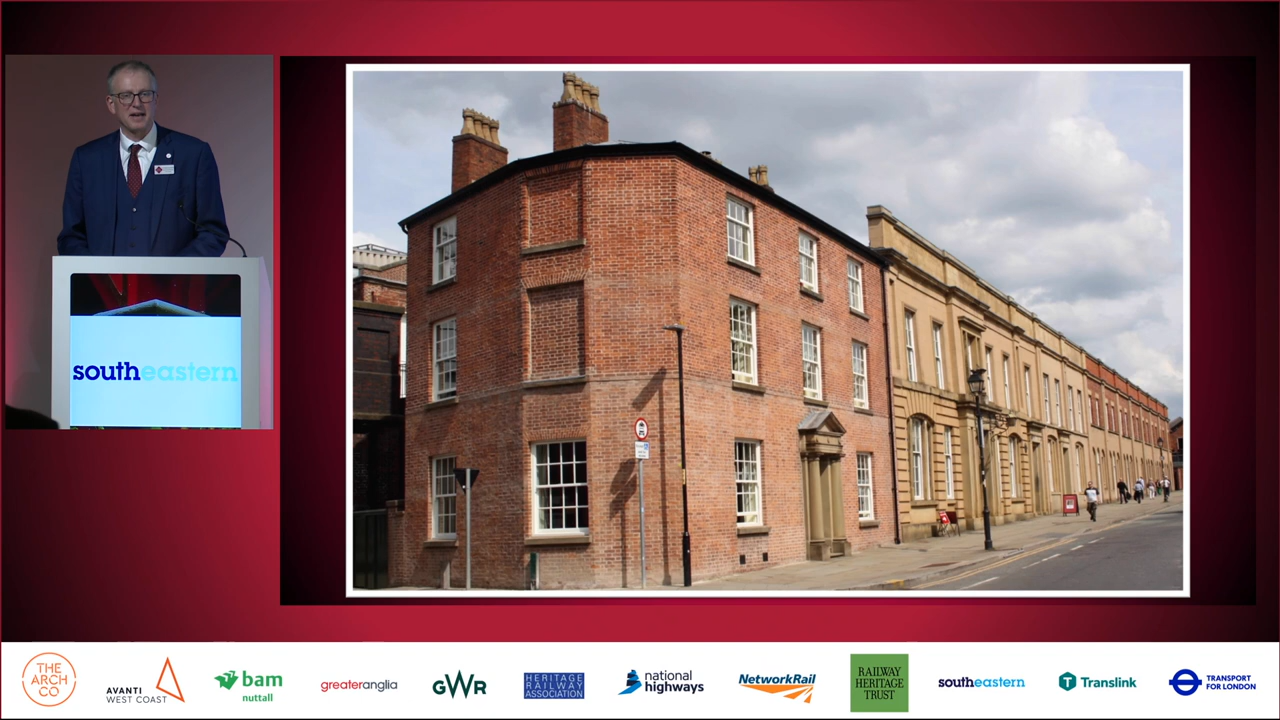 southeastern
THE
ARCH
CO
AVANTI
WEST COAST
bam
nuttall
greateranglia
GWR
HERITAGE
RAILWAY
ASSOCIATION
national
highways
NetworkRail
RAILWAY
HERITAGE
TRUST
southeastern
Translink
TRANSPORT
FOR LONDON